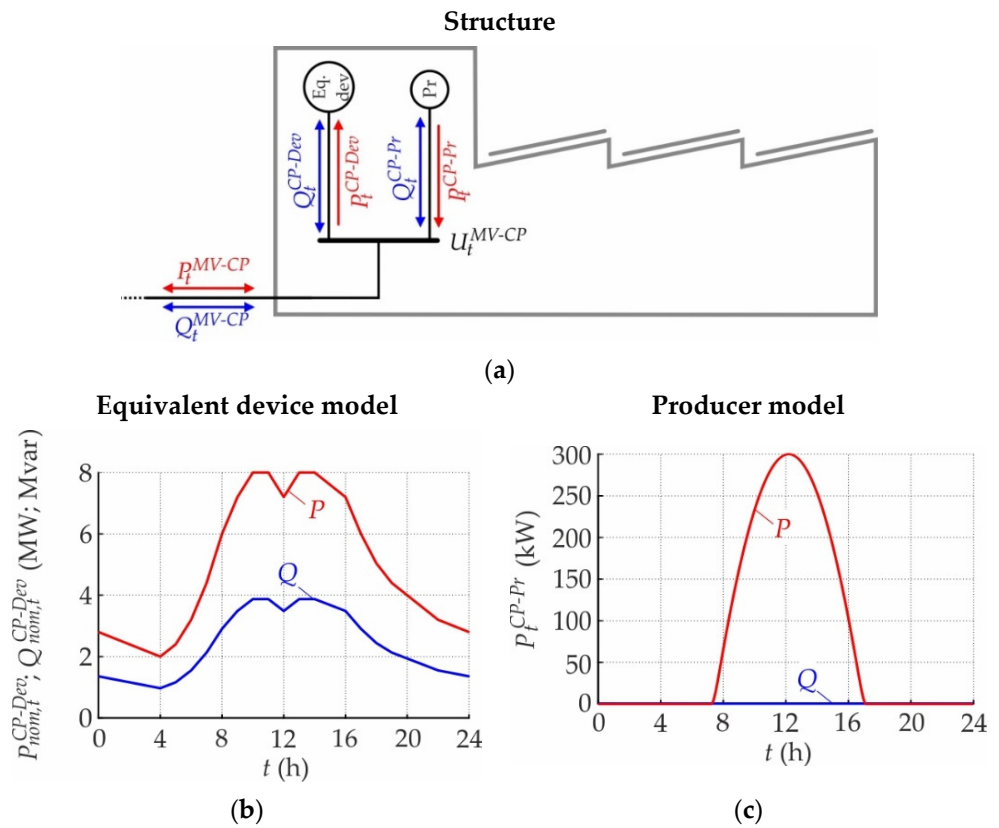 Structure
Eq. dev
Pr
Q_t^{CP-Dev}
P_t^{CP-Dev}
Q_t^{CP-Pr}
P_t^{CP-Pr}
U_t^{MV-CP}
P_t^{MV-CP}
Q_t^{MV-CP}
(a)
Equivalent device model
P_{nom,t}^{CP-Dev}; Q_{nom,t}^{CP-Dev} (MW; Mvar)
8
6
4
2
0
P
Q
0 4 8 12 16 20 24
t (h)
(b)
Producer model
P_t^{CP-Pr} (kW)
300
250
200
150
100
50
0
P
Q
0 4 8 12 16 20 24
t (h)
(c)